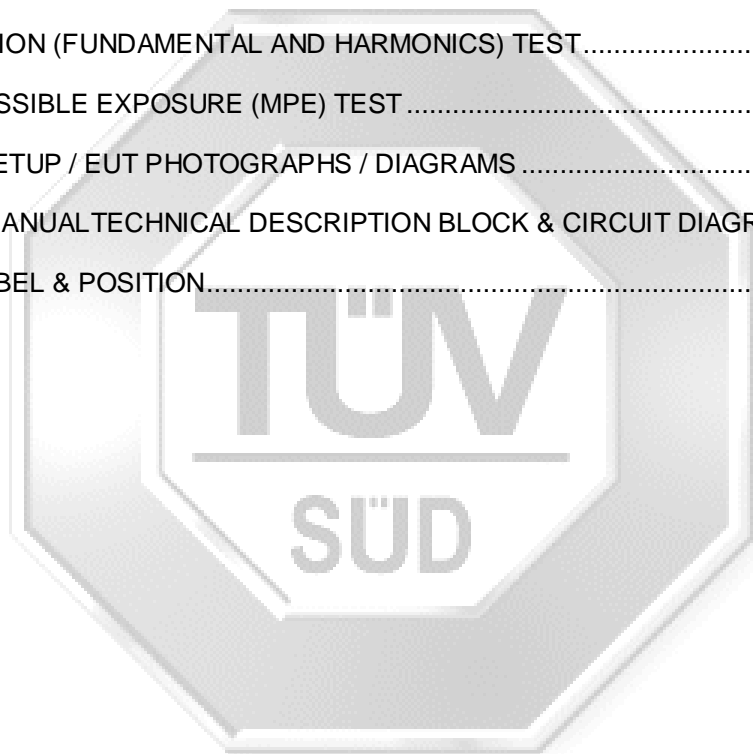 ION (FUNDAMENTAL AND HARMONICS) TEST......................
SSIBLE EXPOSURE (MPE) TEST.............................................
ETUP / EUT PHOTOGRAPHS / DIAGRAMS..............................
ANUALTECHNICAL DESCRIPTION BLOCK & CIRCUIT DIAGR
BEL & POSITION.......................................................................
TÜV
SÜD